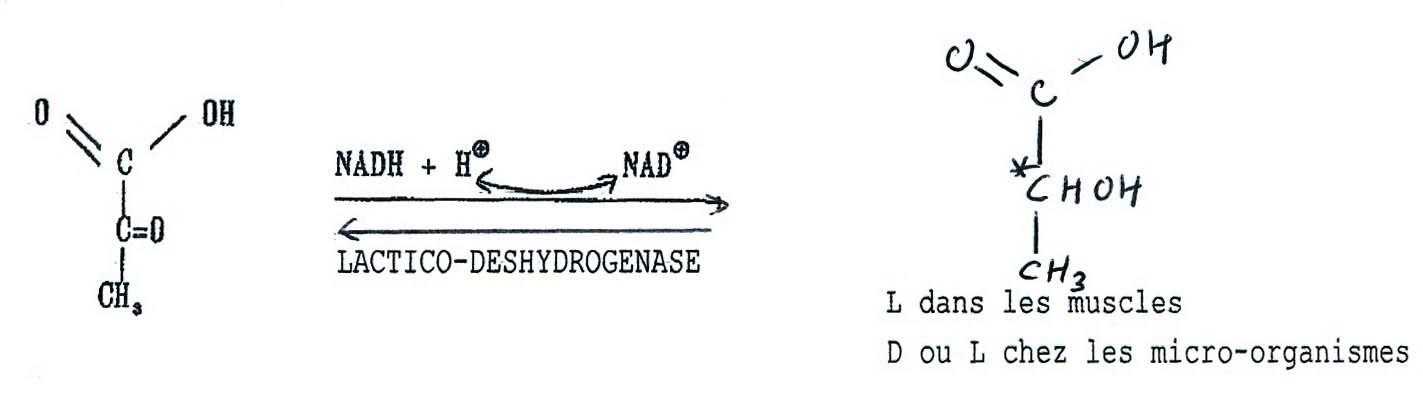 O OH
C
C=O
CH₃
NADH + H⊕ NAD⊕
LACTICO-DESHYDROGENASE
O OH
C
*CHOH
CH₃
L dans les muscles
D ou L chez les micro-organismes